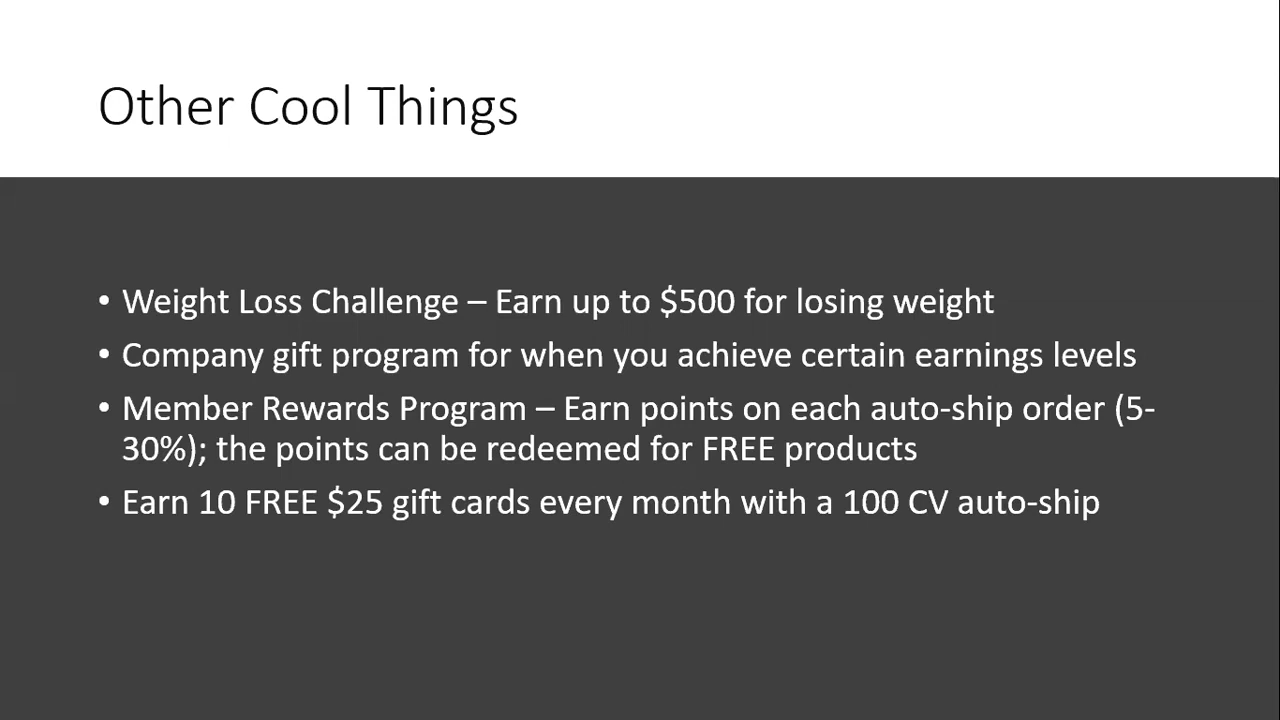 Other Cool Things
• Weight Loss Challenge – Earn up to $500 for losing weight
• Company gift program for when you achieve certain earnings levels
• Member Rewards Program – Earn points on each auto-ship order (5-
30%); the points can be redeemed for FREE products
• Earn 10 FREE $25 gift cards every month with a 100 CV auto-ship